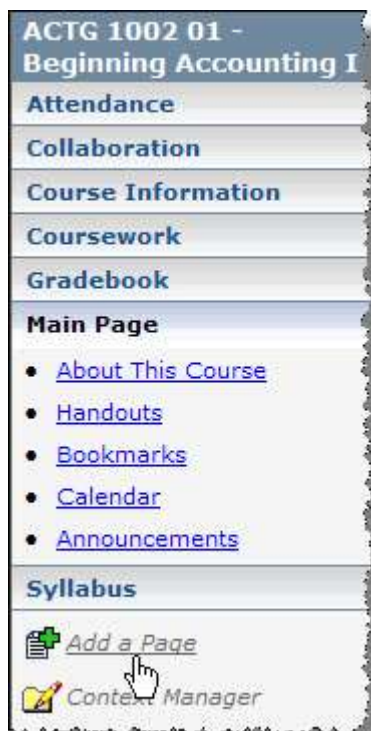 ACTG 1002 01 -
Beginning Accounting I
Attendance
Collaboration
Course Information
Coursework
Gradebook
Main Page
About This Course
Handouts
Bookmarks
Calendar
Announcements
Syllabus
Add a Page
Context Manager